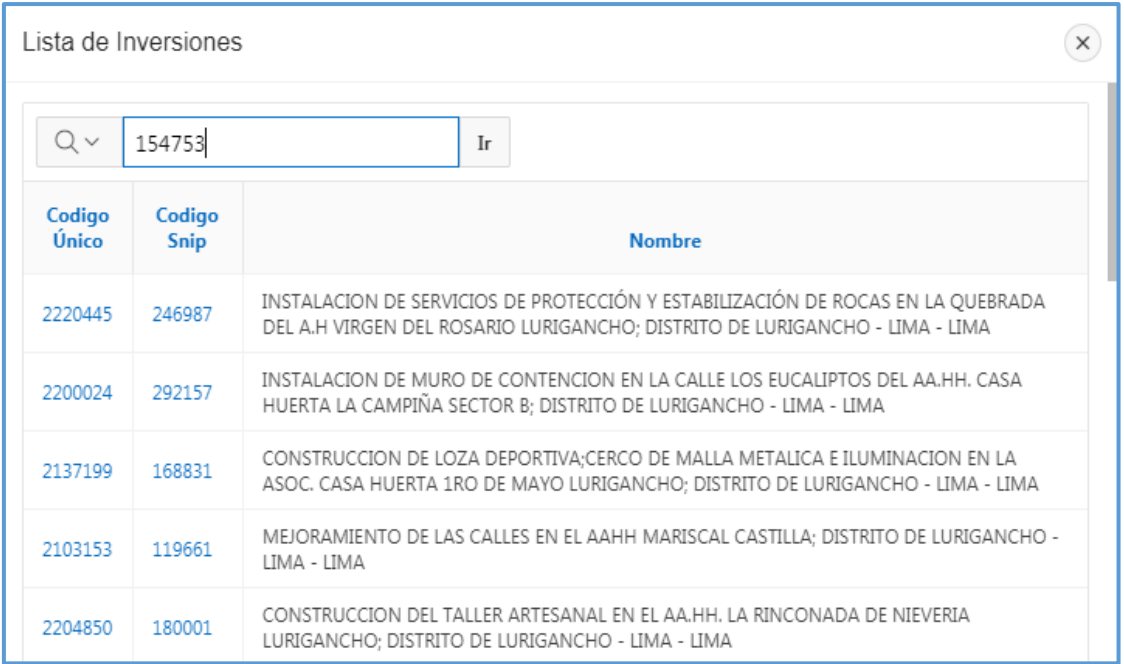 Lista de Inversiones
154753 Ir
Codigo Único Codigo Snip Nombre
2220445 246987 INSTALACION DE SERVICIOS DE PROTECCIÓN Y ESTABILIZACIÓN DE ROCAS EN LA QUEBRADA
DEL A.H VIRGEN DEL ROSARIO LURIGANCHO; DISTRITO DE LURIGANCHO - LIMA - LIMA
2200024 292157 INSTALACION DE MURO DE CONTENCION EN LA CALLE LOS EUCALIPTOS DEL AA.HH. CASA
HUERTA LA CAMPIÑA SECTOR B; DISTRITO DE LURIGANCHO - LIMA - LIMA
2137199 168831 CONSTRUCCION DE LOZA DEPORTIVA;CERCO DE MALLA METALICA E ILUMINACION EN LA
ASOC. CASA HUERTA 1RO DE MAYO LURIGANCHO; DISTRITO DE LURIGANCHO - LIMA - LIMA
2103153 119661 MEJORAMIENTO DE LAS CALLES EN EL AAHH MARISCAL CASTILLA; DISTRITO DE LURIGANCHO -
LIMA - LIMA
2204850 180001 CONSTRUCCION DEL TALLER ARTESANAL EN EL AA.HH. LA RINCONADA DE NIEVERIA
LURIGANCHO; DISTRITO DE LURIGANCHO - LIMA - LIMA